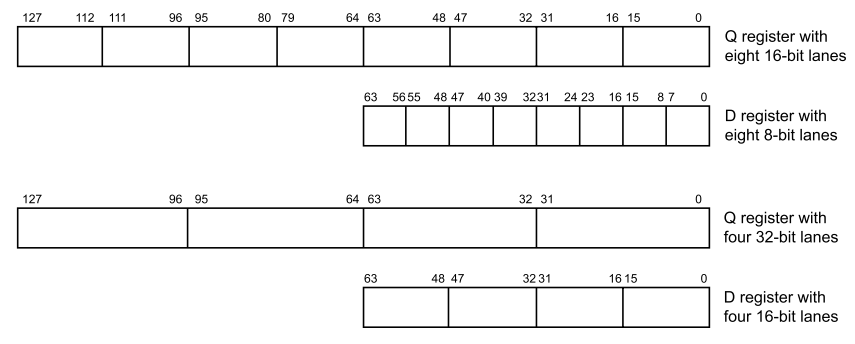 127 112 111 96 95 80 79 64 63 48 47 32 31 16 15 0
Q register with
eight 16-bit lanes
63 56 55 48 47 40 39 32 31 24 23 16 15 8 7 0
D register with
eight 8-bit lanes
127 96 95 64 63 32 31 0
Q register with
four 32-bit lanes
63 48 47 32 31 16 15 0
D register with
four 16-bit lanes